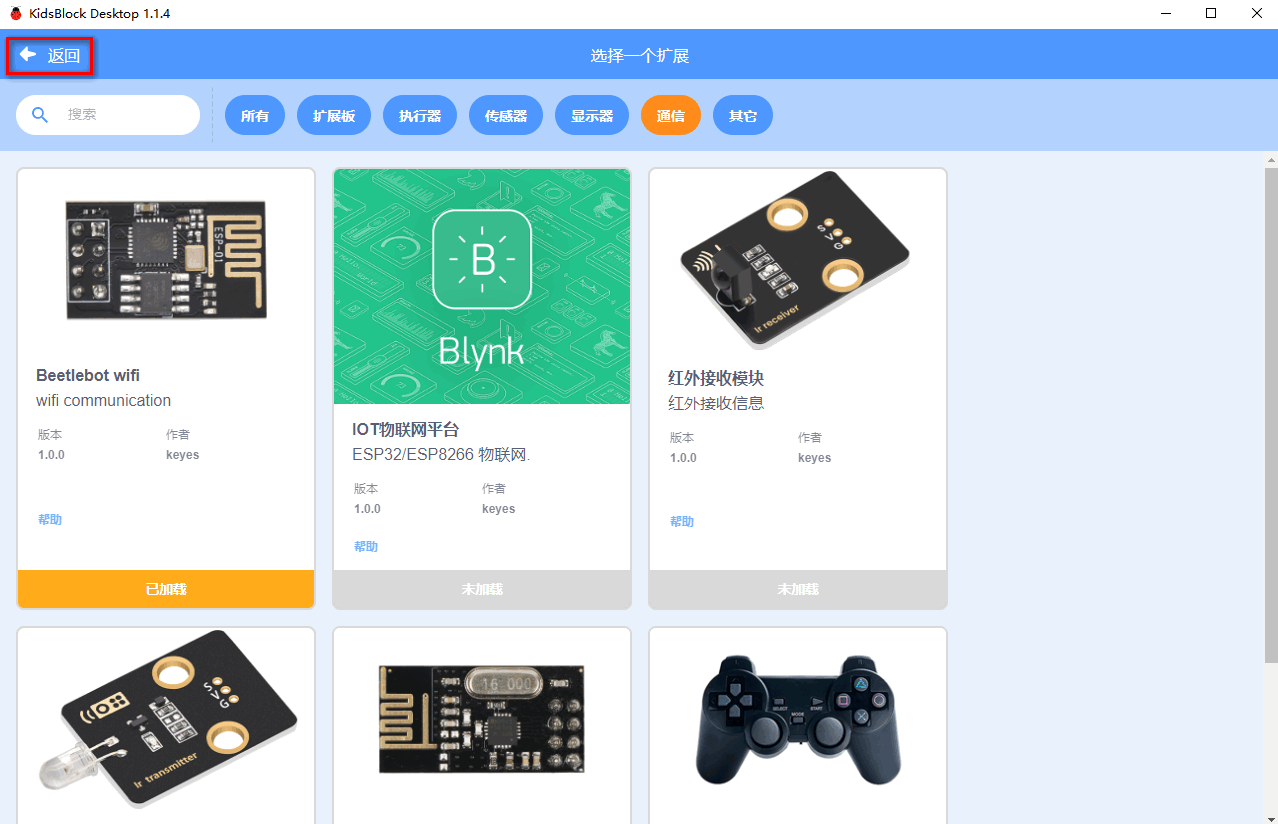 KidsBlock Desktop 1.1.4
返回
选择一个扩展
搜索
所有
扩展板
执行器
传感器
显示器
通信
其它
ESP-01
Beetlebot wifi
wifi communication
版本
作者
1.0.0
keyes
帮助
已加载
B
Blynk
IOT物联网平台
ESP32/ESP8266 物联网.
版本
作者
1.0.0
keyes
帮助
未加载
S
V
G
Ir receiver
红外接收模块
红外接收信息
版本
作者
1.0.0
keyes
帮助
未加载
S
V
G
Ir transmitter
16.000
SELECT
START
MODE